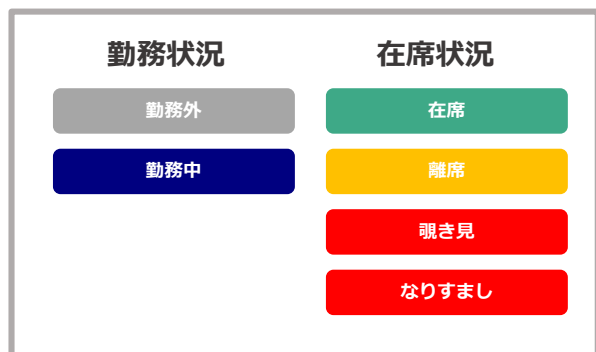 勤務状況
勤務外
勤務中
在席状況
在席
離席
覗き見
なりすまし